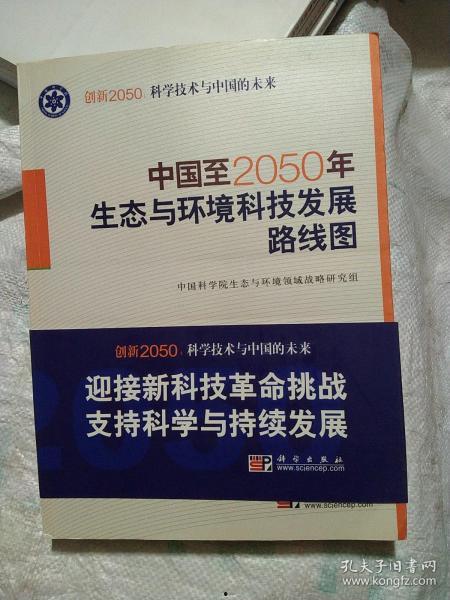 创新2050：科学技术与中国的未来
中国至2050年
生态与环境科技发展
路线图
中国科学院生态与环境领域战略研究组
创新2050：科学技术与中国的未来
迎接新科技革命挑战
支持科学与持续发展
科学出版社
www.sciencep.com
www.sciencep.com
孔夫子旧书网
www.kongfz.com